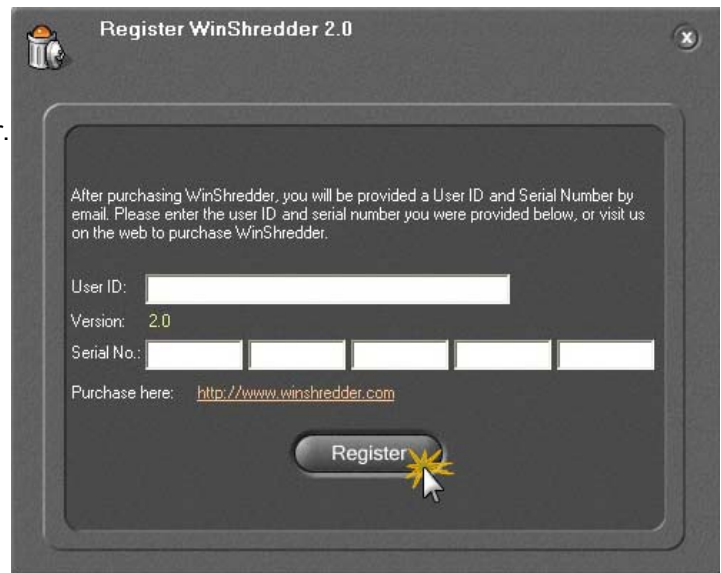 Register WinShredder 2.0
After purchasing WinShredder, you will be provided a User ID and Serial Number by
email. Please enter the user ID and serial number you were provided below, or visit us
on the web to purchase WinShredder.
User ID:
Version: 2.0
Serial No.:
Purchase here: http://www.winshredder.com
Register